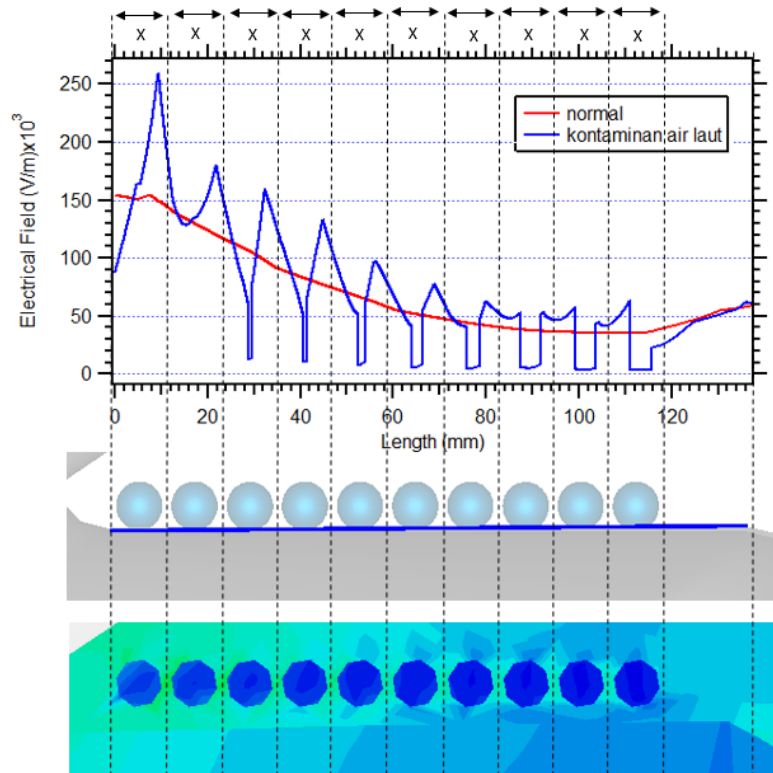 X X X X X X X X X X
Electrical Field (V/m)x10³
250
200
150
100
50
0
normal
kontaminan air laut
0 20 40 60 80 100 120
Length (mm)